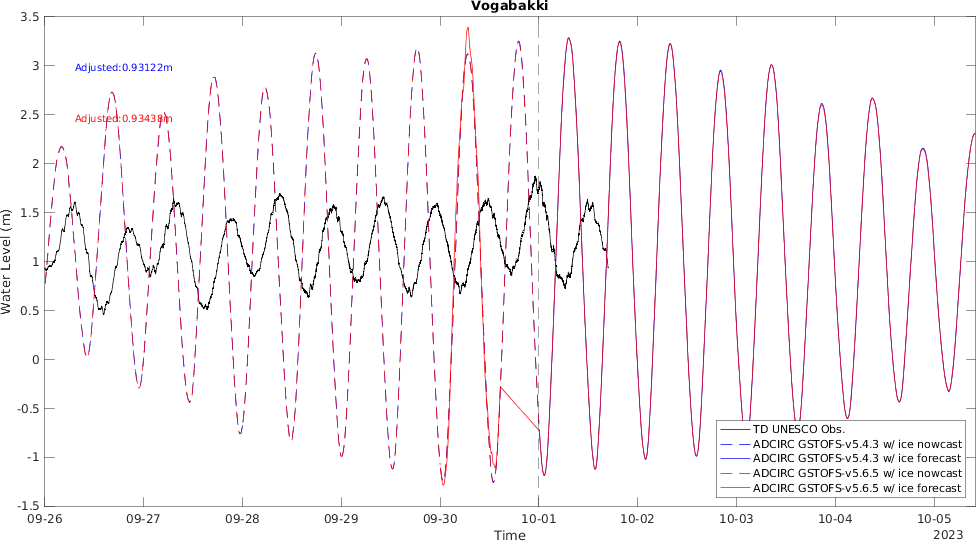 Vogabakki
3.5
3
2.5
2
1.5
1
0.5
0
-0.5
-1
-1.5
Water Level (m)
Adjusted:0.93122m
Adjusted:0.93438m
TD UNESCO Obs.
ADCIRC GSTOFS-v5.4.3 w/ ice nowcast
ADCIRC GSTOFS-v5.4.3 w/ ice forecast
ADCIRC GSTOFS-v5.6.5 w/ ice nowcast
ADCIRC GSTOFS-v5.6.5 w/ ice forecast
09-26 09-27 09-28 09-29 09-30 10-01 10-02 10-03 10-04 10-05
2023
Time